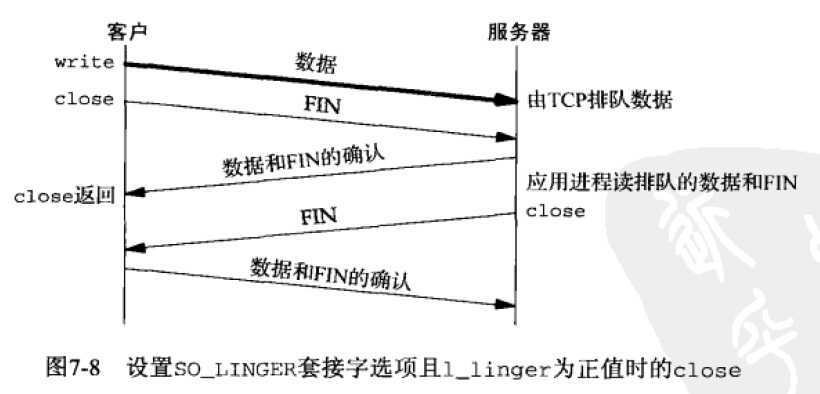 客户
服务器
write
数据
close
FIN
由TCP排队数据
数据和FIN的确认
应用进程读排队的数据和FIN
close返回
FIN
close
数据和FIN的确认
图7-8 设置SO_LINGER套接字选项且l_linger为正值时的close